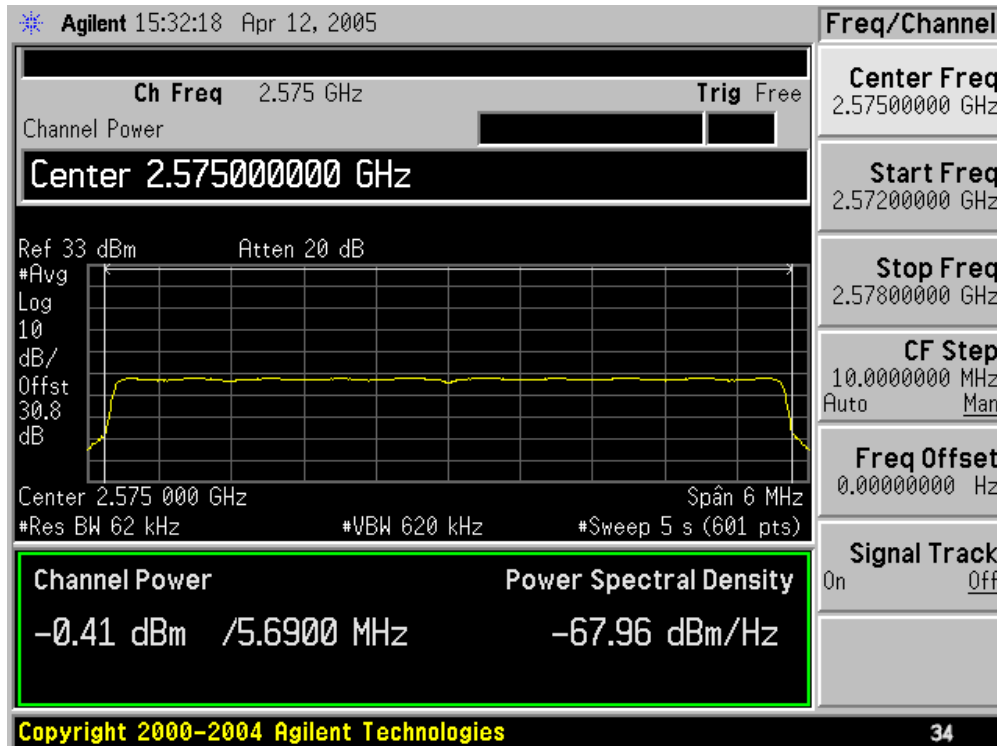 Agilent 15:32:18 Apr 12, 2005
Ch Freq 2.575 GHz Trig Free
Channel Power
Center 2.575000000 GHz
Ref 33 dBm Atten 20 dB
#Avg
Log
10
dB/
Offst
30.8
dB
Center 2.575 000 GHz Spân 6 MHz
#Res BW 62 kHz #VBW 620 kHz #Sweep 5 s (601 pts)
Channel Power Power Spectral Density
-0.41 dBm /5.6900 MHz -67.96 dBm/Hz
Copyright 2000-2004 Agilent Technologies
Freq/Channel
Center Freq
2.57500000 GHz
Start Freq
2.57200000 GHz
Stop Freq
2.57800000 GHz
CF Step
10.0000000 MHz
Auto Man
Freq Offset
0.00000000 Hz
Signal Track
On Off
34